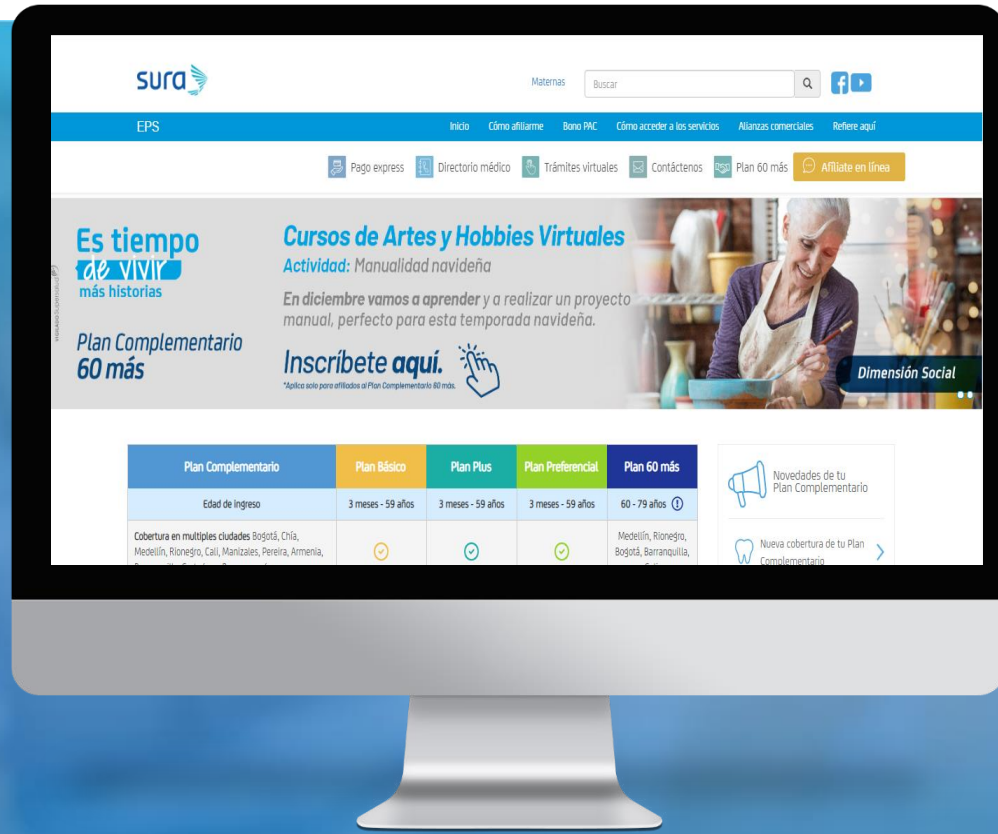 sura
Maternas
Buscar
EPS
Inicio Cómo afiliarme Bono PAC Cómo acceder a los servicios Alianzas comerciales Refiere aquí
Pago express Directorio médico Trámites virtuales Contáctenos Plan 60 más Afíliate en línea
Es tiempo
de vivir
más historias
Plan Complementario
60 más
Cursos de Artes y Hobbies Virtuales
Actividad: Manualidad navideña
En diciembre vamos a aprender y a realizar un proyecto
manual, perfecto para esta temporada navideña.
Inscríbete aquí.
*Aplica solo para afiliados al Plan Complementario 60 más.
Dimensión Social
Plan Complementario Plan Básico Plan Plus Plan Preferencial Plan 60 más
Edad de ingreso 3 meses - 59 años 3 meses - 59 años 3 meses - 59 años 60 - 79 años
Cobertura en multiples ciudades Bogotá, Chía,
Medellín, Rionegro, Cali, Manizales, Pereira, Armenia,
Medellín, Rionegro,
Bogotá, Barranquilla,
Novedades de tu
Plan Complementario
Nueva cobertura de tu Plan
Complementario